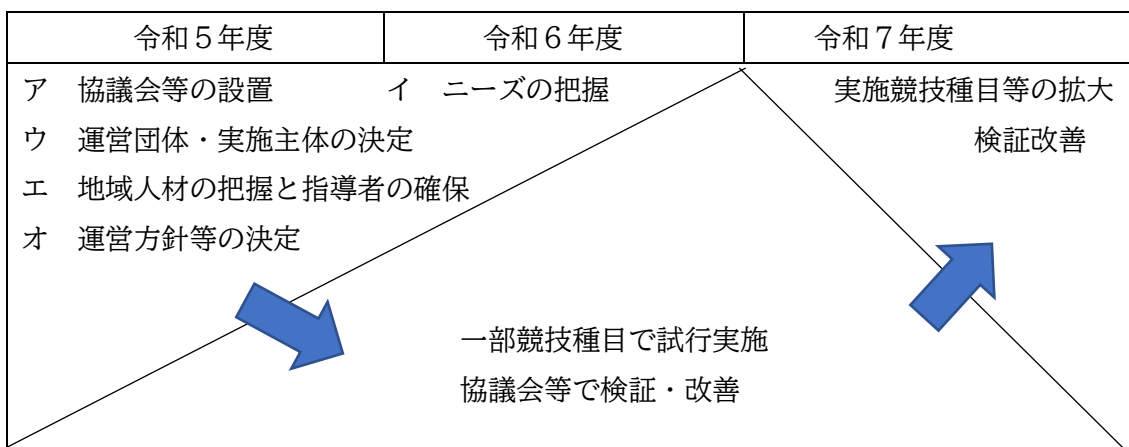 令和５年度 令和６年度 令和７年度
ア 協議会等の設置 イ ニーズの把握 実施競技種目等の拡大
ウ 運営団体・実施主体の決定 検証改善
エ 地域人材の把握と指導者の確保
オ 運営方針等の決定
一部競技種目で試行実施
協議会等で検証・改善